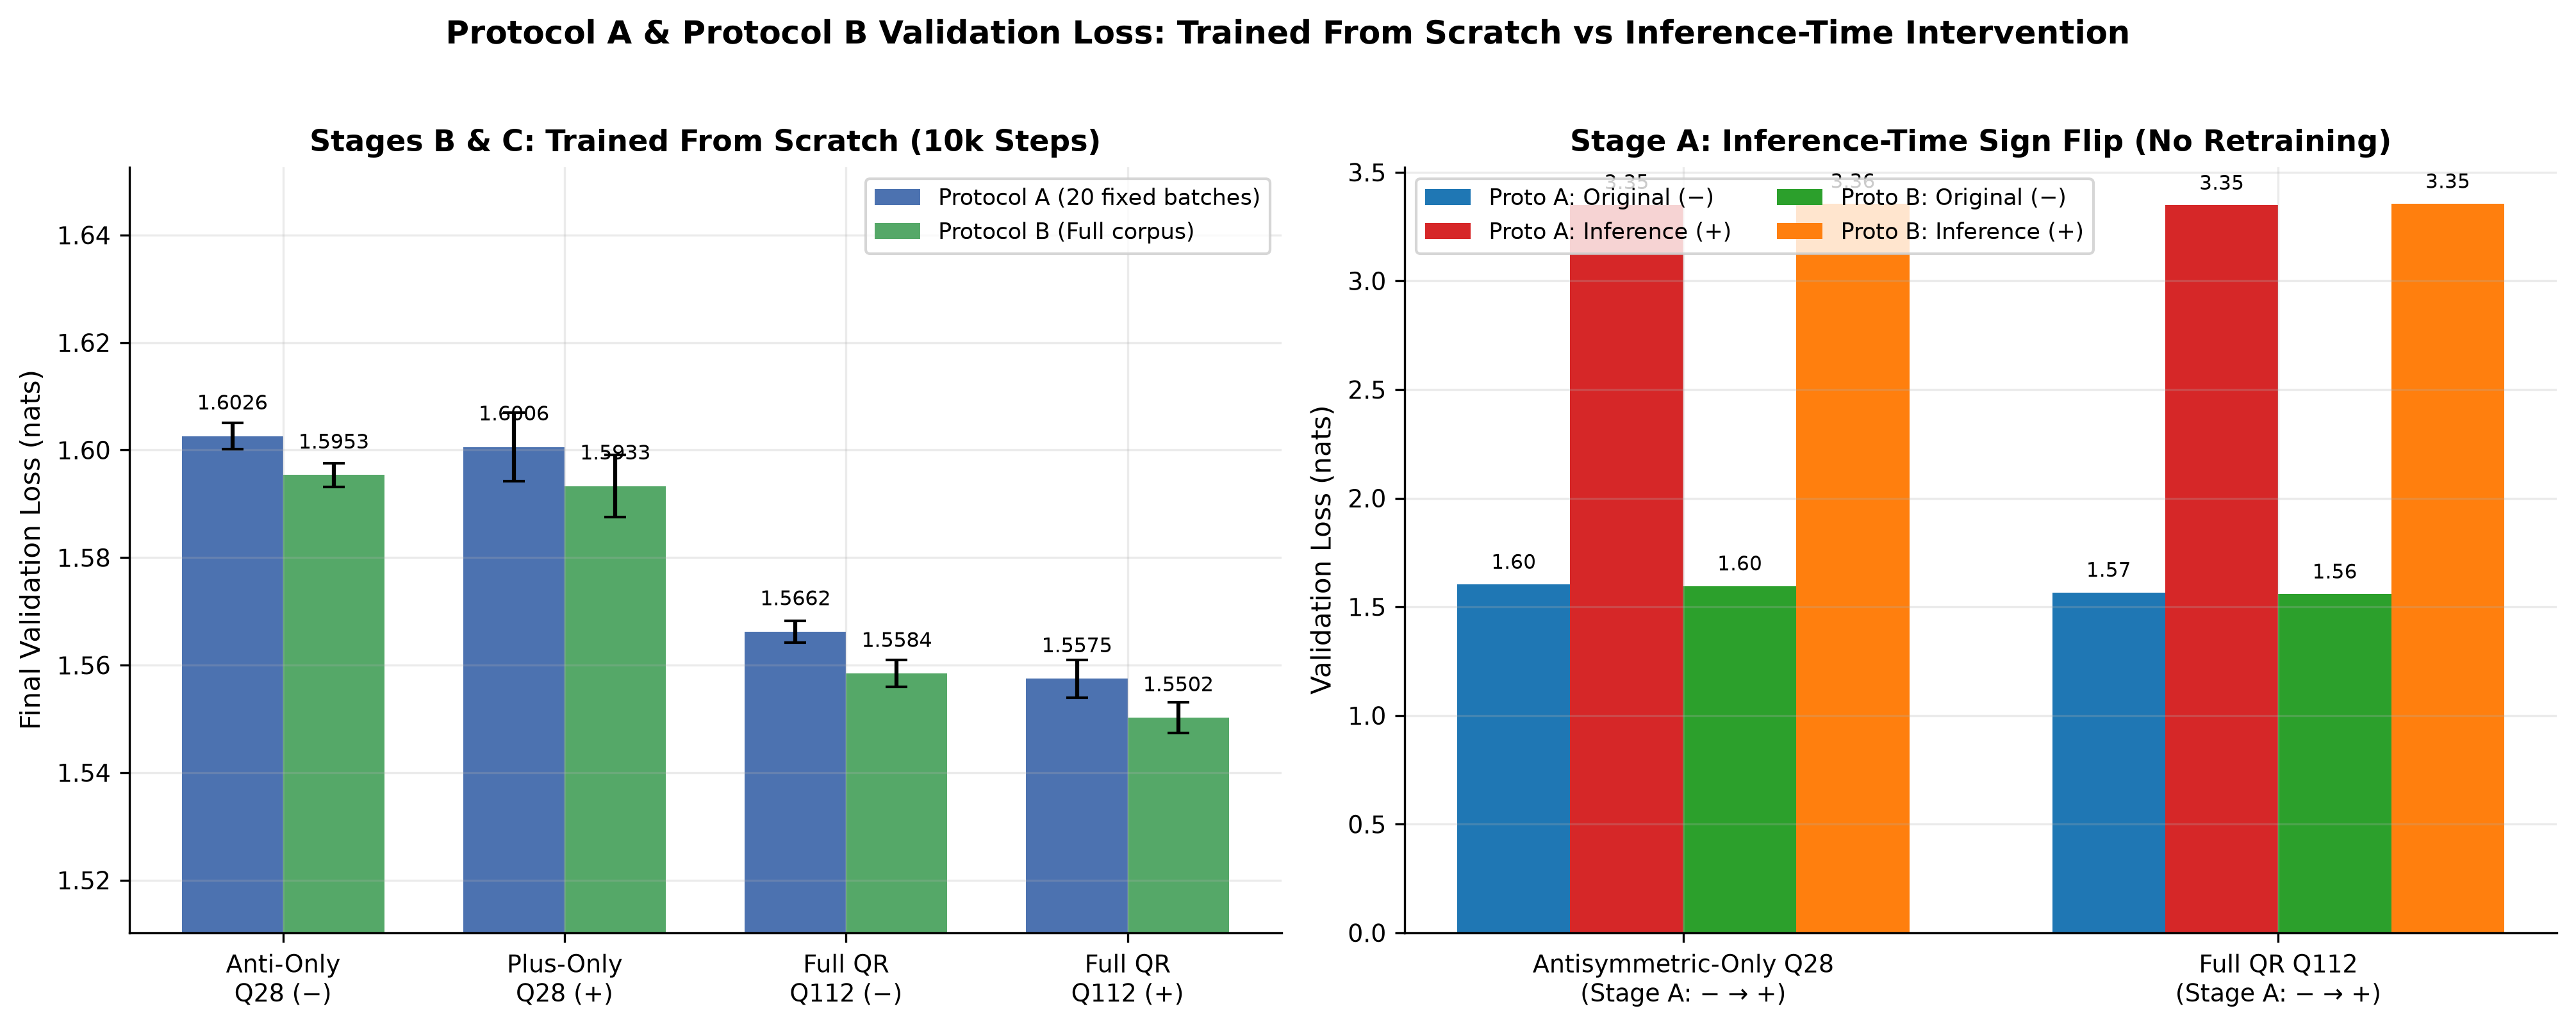 Protocol A & Protocol B Validation Loss: Trained From Scratch vs Inference-Time Intervention
Stages B & C: Trained From Scratch (10k Steps)
Final Validation Loss (nats)
1.64
1.62
1.60
1.58
1.56
1.54
1.52
Protocol A (20 fixed batches)
Protocol B (Full corpus)
1.6026
1.5953
1.6006
1.5933
1.5662
1.5584
1.5575
1.5502
Anti-Only
Q28 (−)
Plus-Only
Q28 (+)
Full QR
Q112 (−)
Full QR
Q112 (+)
Stage A: Inference-Time Sign Flip (No Retraining)
Validation Loss (nats)
3.5
3.0
2.5
2.0
1.5
1.0
0.5
0.0
Proto A: Original (−)
Proto A: Inference (+)
Proto B: Original (−)
Proto B: Inference (+)
1.60
3.35
1.60
3.36
1.57
3.35
1.56
3.35
Antisymmetric-Only Q28
(Stage A: − → +)
Full QR Q112
(Stage A: − → +)